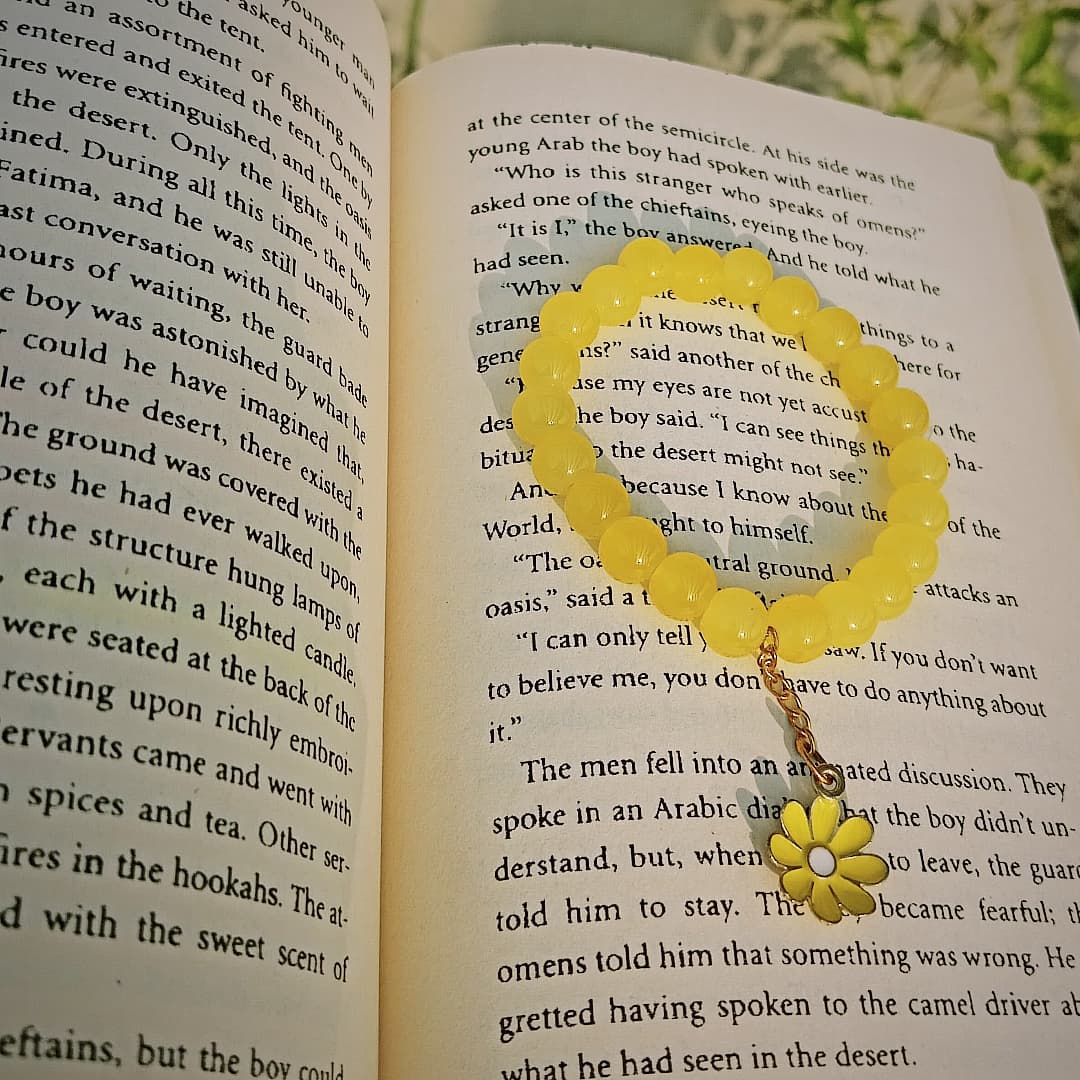 younger man
to the tent. asked him to wait
an assortment of fighting men
entered and exited the tent. One by
fires were extinguished, and the oasis
the desert. Only the lights in the
ined. During all this time, the boy
Fatima, and he was still unable to
ast conversation with her.
hours of waiting, the guard bade
e boy was astonished by what he
could he have imagined that,
le of the desert, there existed a
The ground was covered with the
pets he had ever walked upon,
f the structure hung lamps of
, each with a lighted candle.
were seated at the back of the
resting upon richly embroi-
ervants came and went with
spices and tea. Other ser-
ires in the hookahs. The at-
d with the sweet scent of
eftains, but the boy could
at the center of the semicircle. At his side was the
young Arab the boy had spoken with earlier.
"Who is this stranger who speaks of omens?"
asked one of the chieftains, eyeing the boy.
"It is I," the boy answered. And he told what he
had seen.
"Why things to a
strang it knows that we here for
gene ns?" said another of the ch
use my eyes are not yet accust o the
des he boy said. "I can see things th ha-
bitua the desert might not see."
An because I know about the of the
World, ught to himself.
"The oa tral ground. attacks an
oasis," said a t
"I can only tell saw. If you don't want
to believe me, you don have to do anything about
it."
The men fell into an an ated discussion. They
spoke in an Arabic dia hat the boy didn't un-
derstand, but, when to leave, the guard
told him to stay. The became fearful; th
omens told him that something was wrong. He
gretted having spoken to the camel driver ab
what he had seen in the desert.